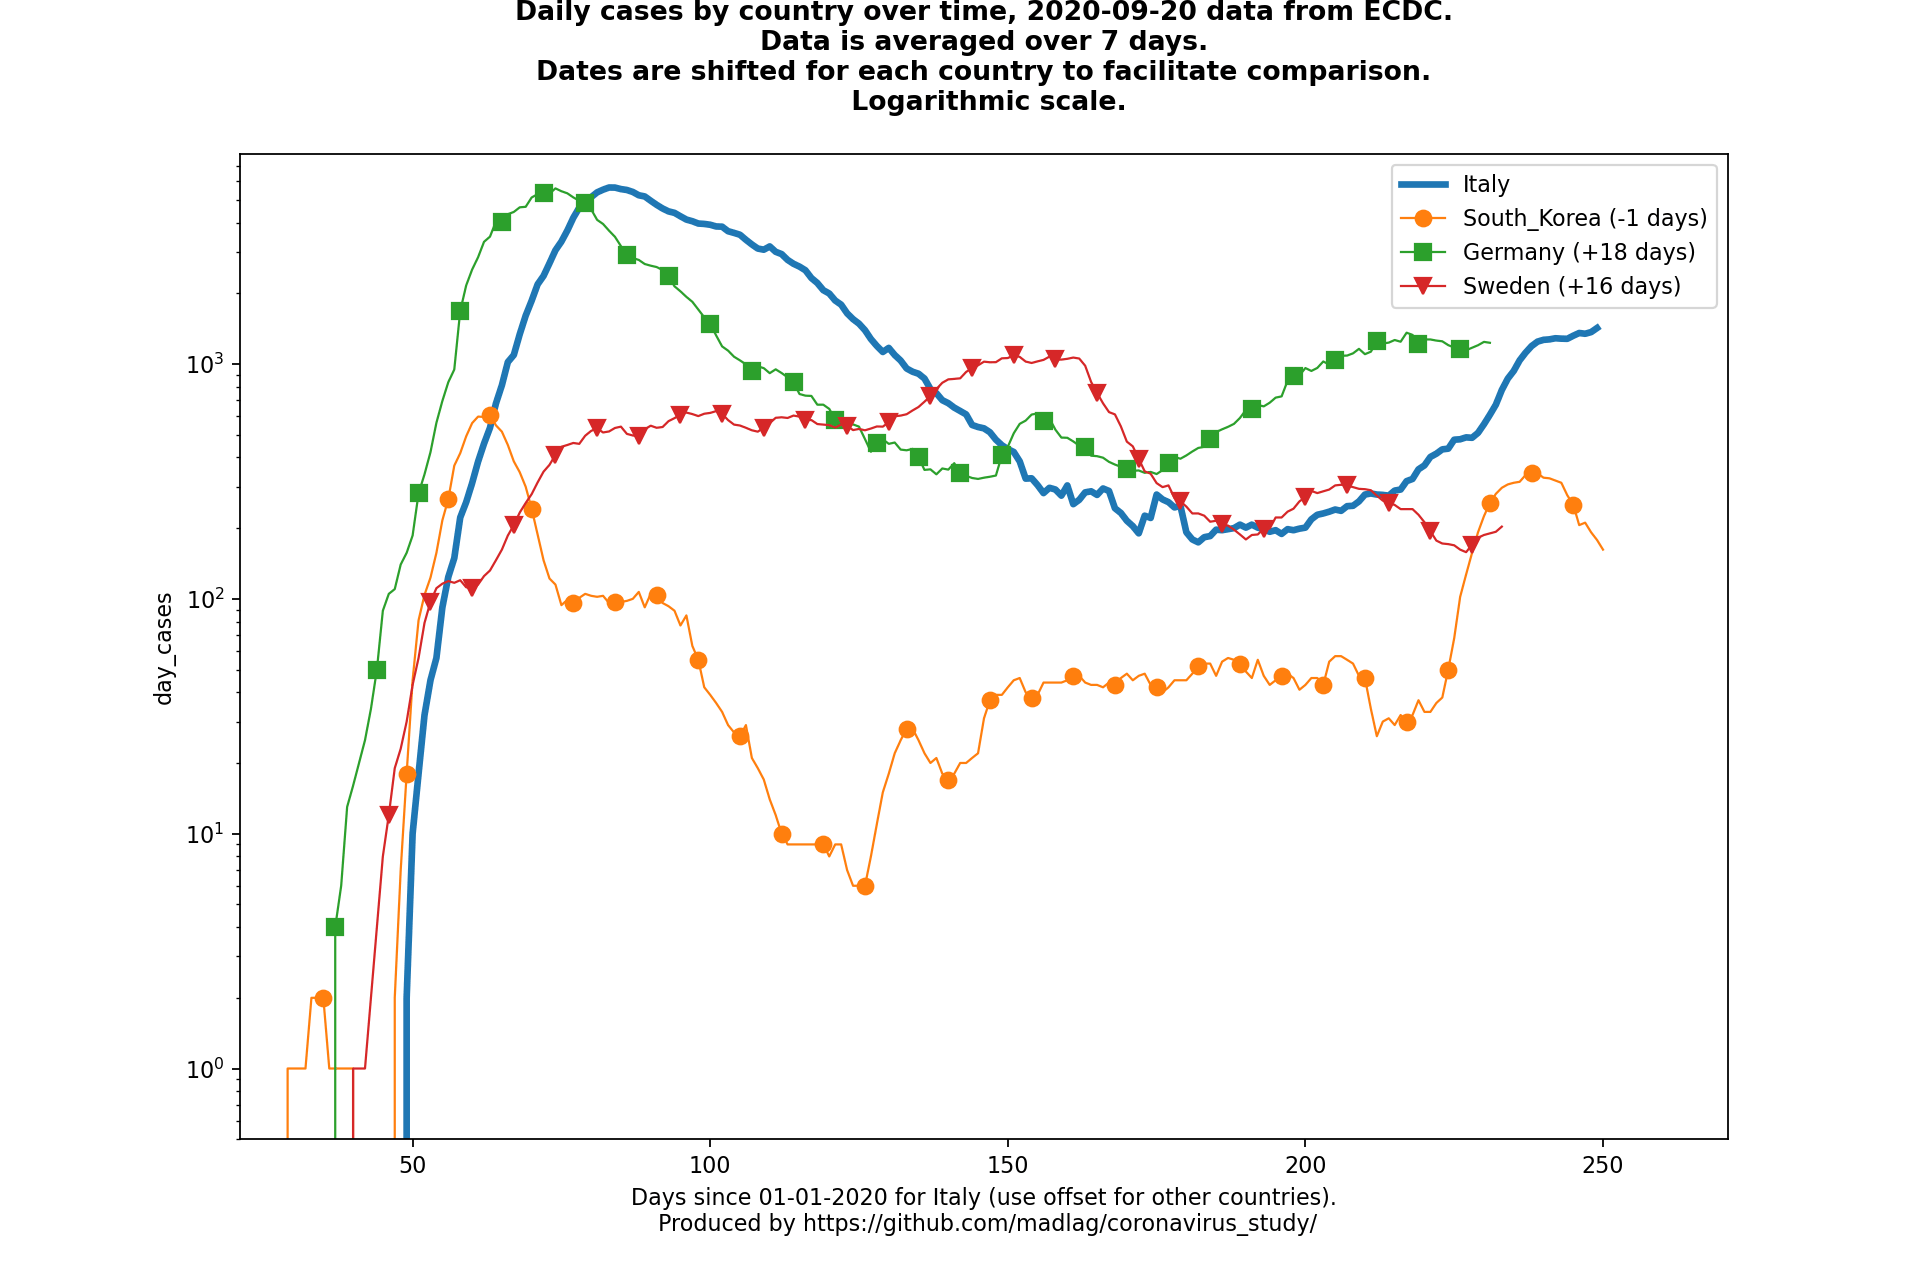 Daily cases by country over time, 2020-09-20 data from ECDC.
Data is averaged over 7 days.
Dates are shifted for each country to facilitate comparison.
Logarithmic scale.
Italy
South_Korea (-1 days)
Germany (+18 days)
Sweden (+16 days)
day_cases
10³
10²
10¹
10⁰
50 100 150 200 250
Days since 01-01-2020 for Italy (use offset for other countries).
Produced by https://github.com/madlag/coronavirus_study/